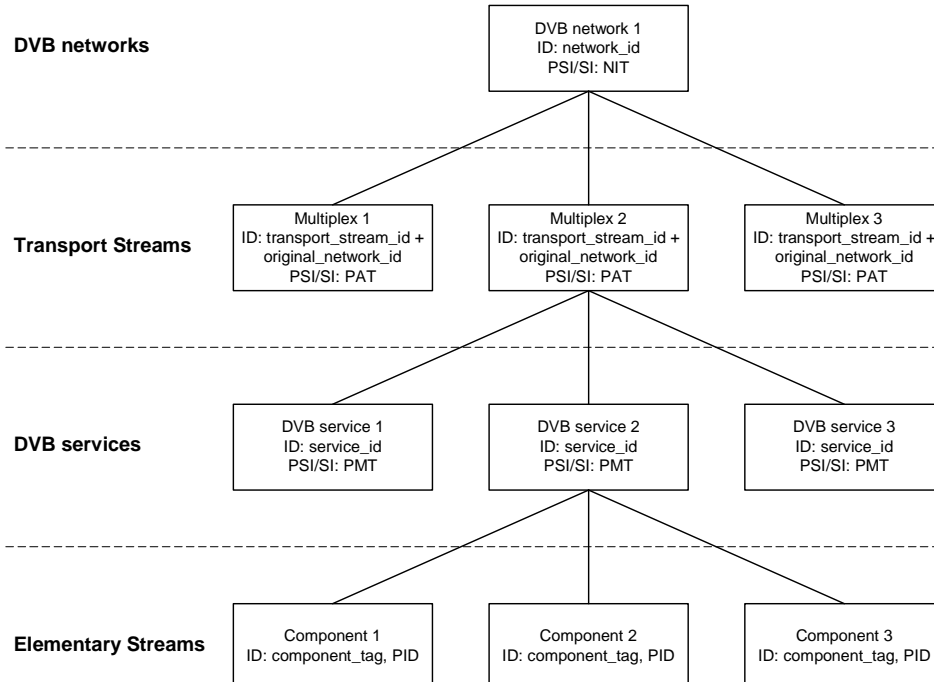 DVB networks
DVB network 1
ID: network_id
PSI/SI: NIT
Transport Streams
Multiplex 1
ID: transport_stream_id +
original_network_id
PSI/SI: PAT
Multiplex 2
ID: transport_stream_id +
original_network_id
PSI/SI: PAT
Multiplex 3
ID: transport_stream_id +
original_network_id
PSI/SI: PAT
DVB services
DVB service 1
ID: service_id
PSI/SI: PMT
DVB service 2
ID: service_id
PSI/SI: PMT
DVB service 3
ID: service_id
PSI/SI: PMT
Elementary Streams
Component 1
ID: component_tag, PID
Component 2
ID: component_tag, PID
Component 3
ID: component_tag, PID